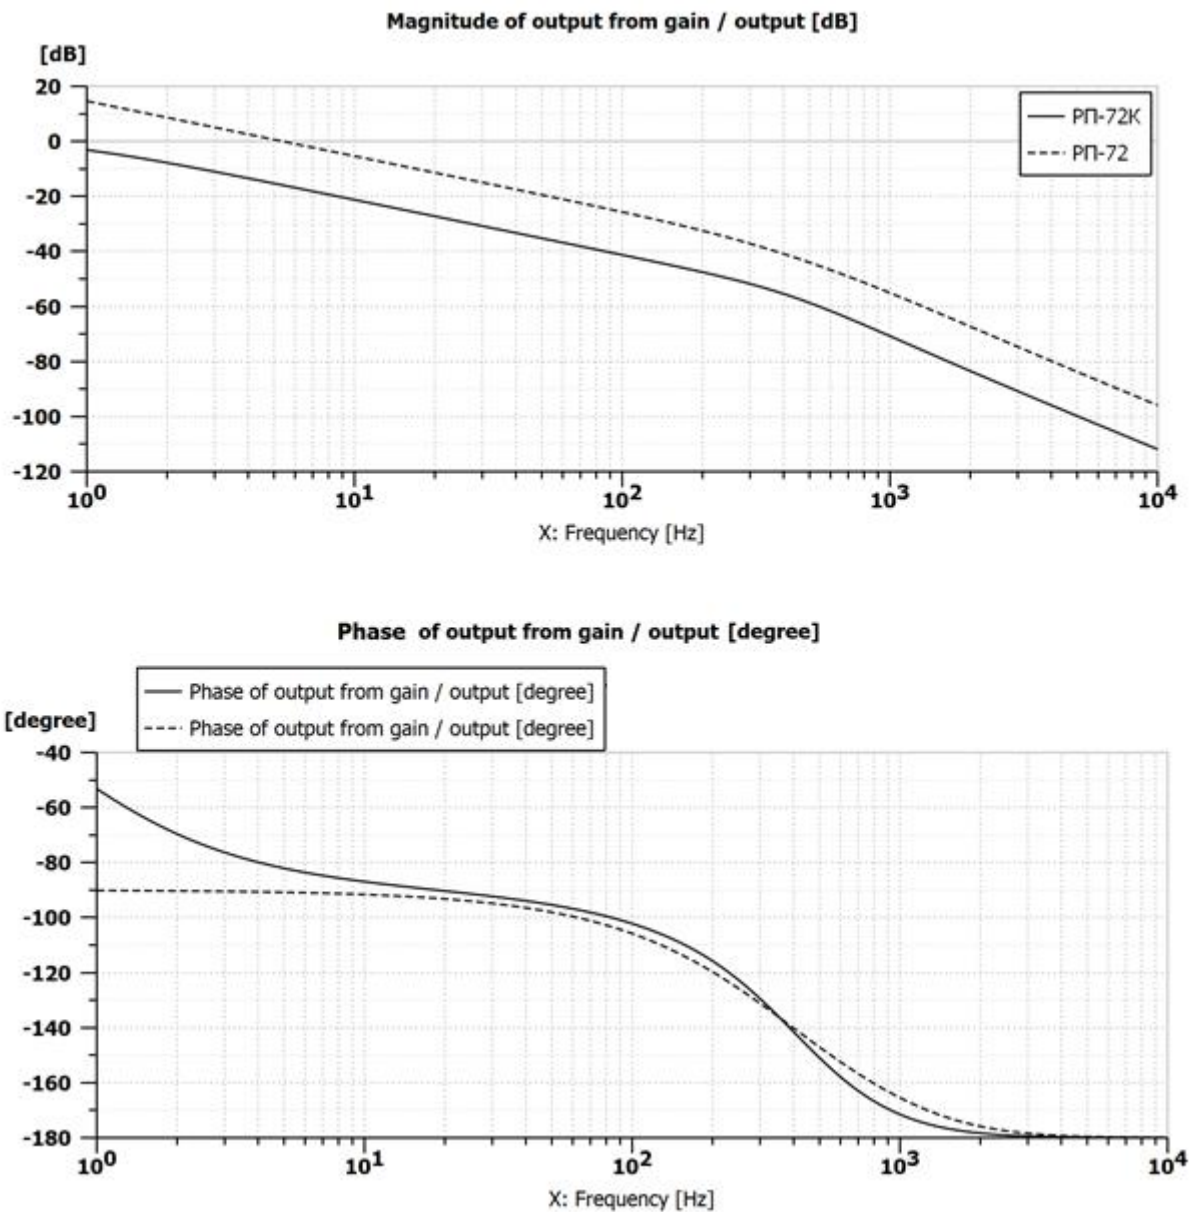 Magnitude of output from gain / output [dB]
[dB]
20
0
-20
-40
-60
-80
-100
-120
РП-72К
РП-72
10⁰ 10¹ 10² 10³ 10⁴
X: Frequency [Hz]
Phase of output from gain / output [degree]
Phase of output from gain / output [degree]
Phase of output from gain / output [degree]
[degree]
-40
-60
-80
-100
-120
-140
-160
-180
10⁰ 10¹ 10² 10³ 10⁴
X: Frequency [Hz]